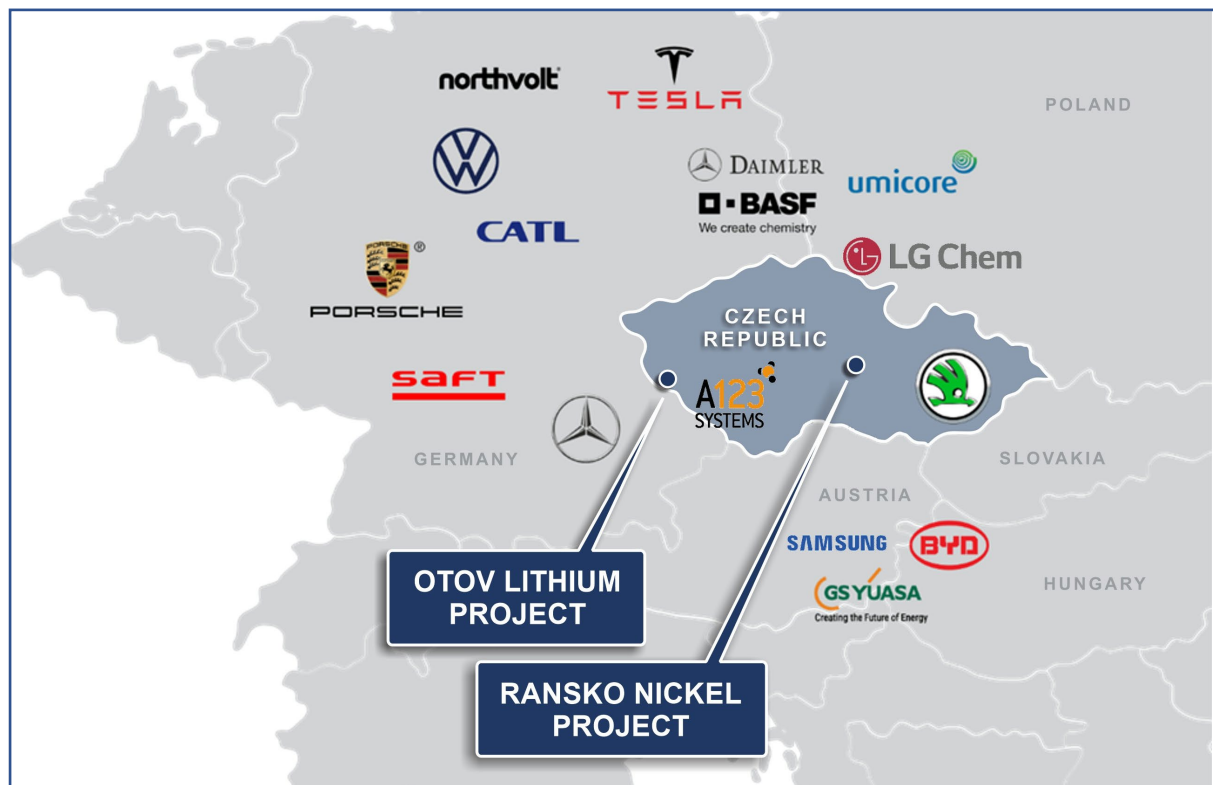 northvolt
TESLA
POLAND
DAIMLER
umicore
BASF
We create chemistry
CATL
PORSCHE
®
LG Chem
PORSCHE
CZECH
REPUBLIC
SAFT
A123
SYSTEMS
GERMANY
SLOVAKIA
AUSTRIA
SAMSUNG
BYD
OTOV LITHIUM
PROJECT
HUNGARY
GS YUASA
Creating the Future of Energy
RANSKO NICKEL
PROJECT